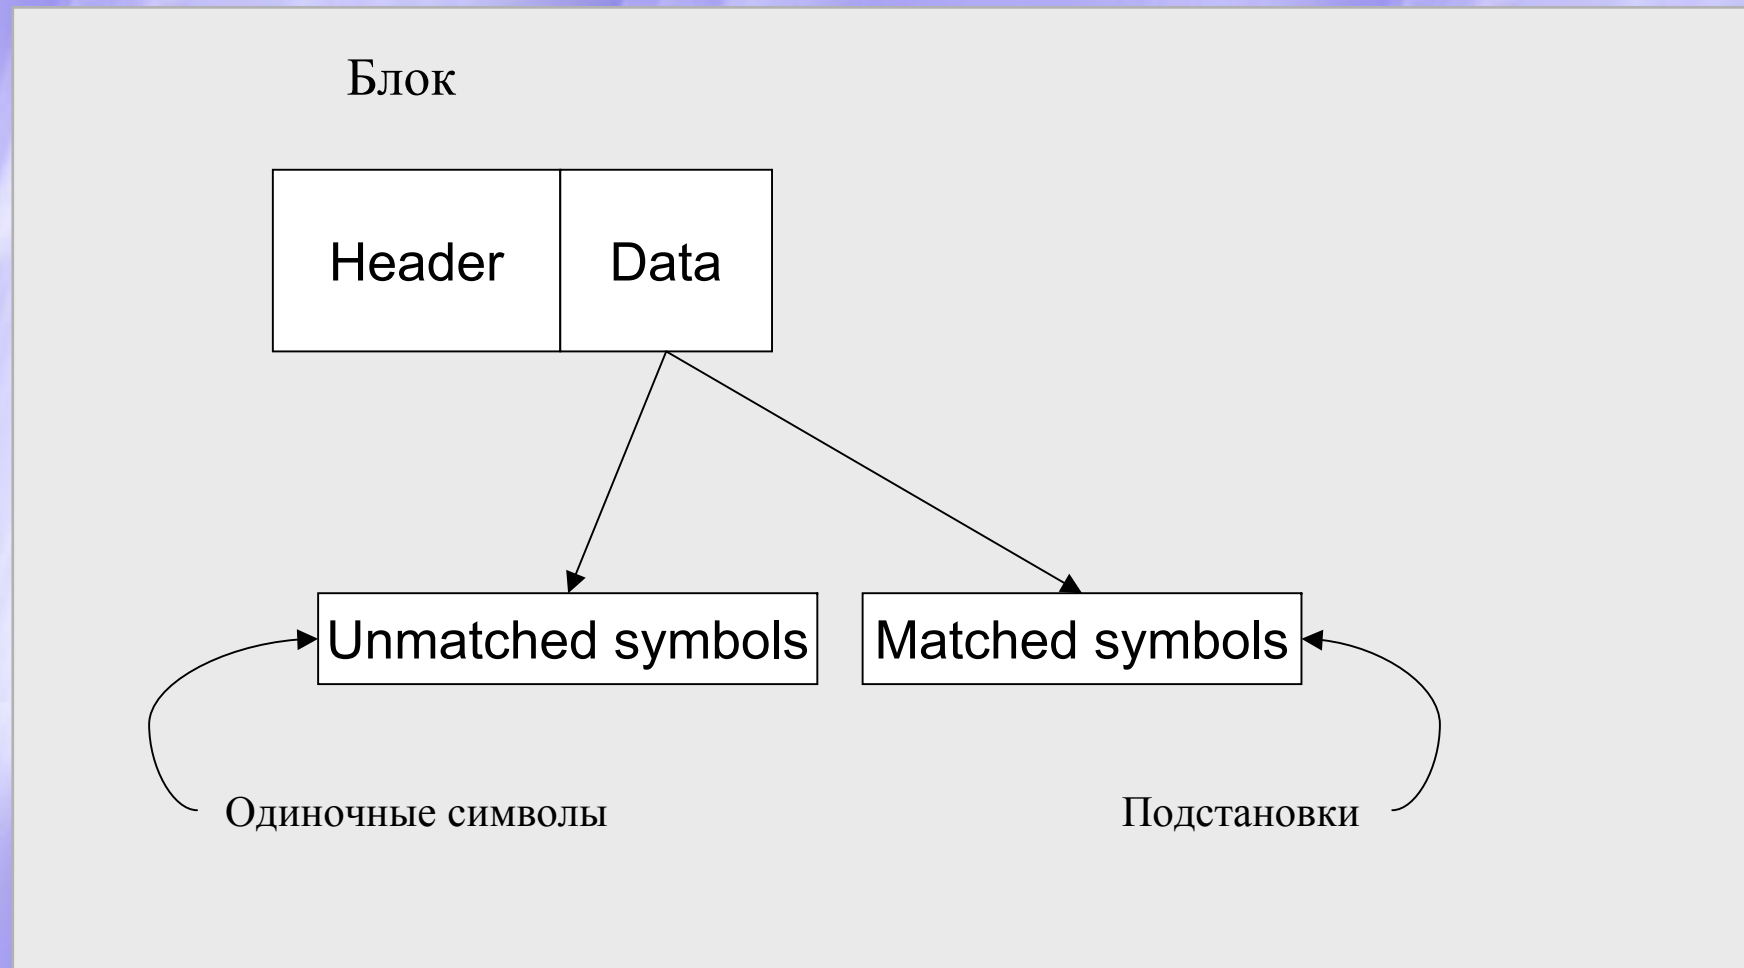 Блок
Header Data
Unmatched symbols Matched symbols
Одиночные символы Подстановки